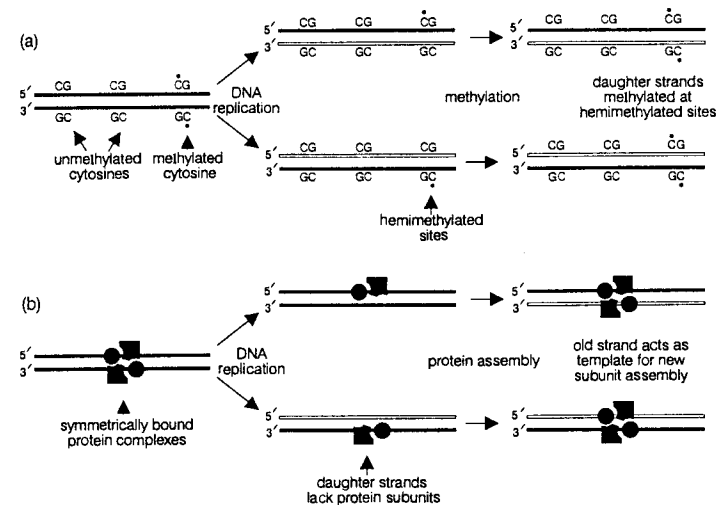 (a)
5′ CG CG CG
3′ GC GC GC
unmethylated
cytosines
methylated
cytosine
DNA
replication
5′ CG CG CG
3′ GC GC GC
5′ CG CG CG
3′ GC GC GC
hemimethylated
sites
methylation
5′ CG CG CG
3′ GC GC GC
daughter strands
methylated at
hemimethylated sites
5′ CG CG CG
3′ GC GC GC
(b)
5′
3′
symmetrically bound
protein complexes
DNA
replication
5′
3′
5′
3′
daughter strands
lack protein subunits
protein assembly
5′
3′
old strand acts as
template for new
subunit assembly
5′
3′